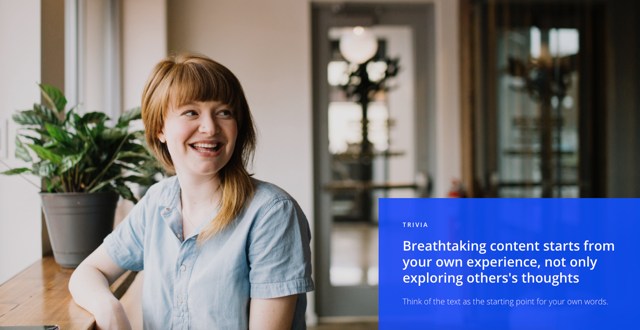 TRIVIA
Breathtaking content starts from
your own experience, not only
exploring others's thoughts
Think of the text as the starting point for your own words.